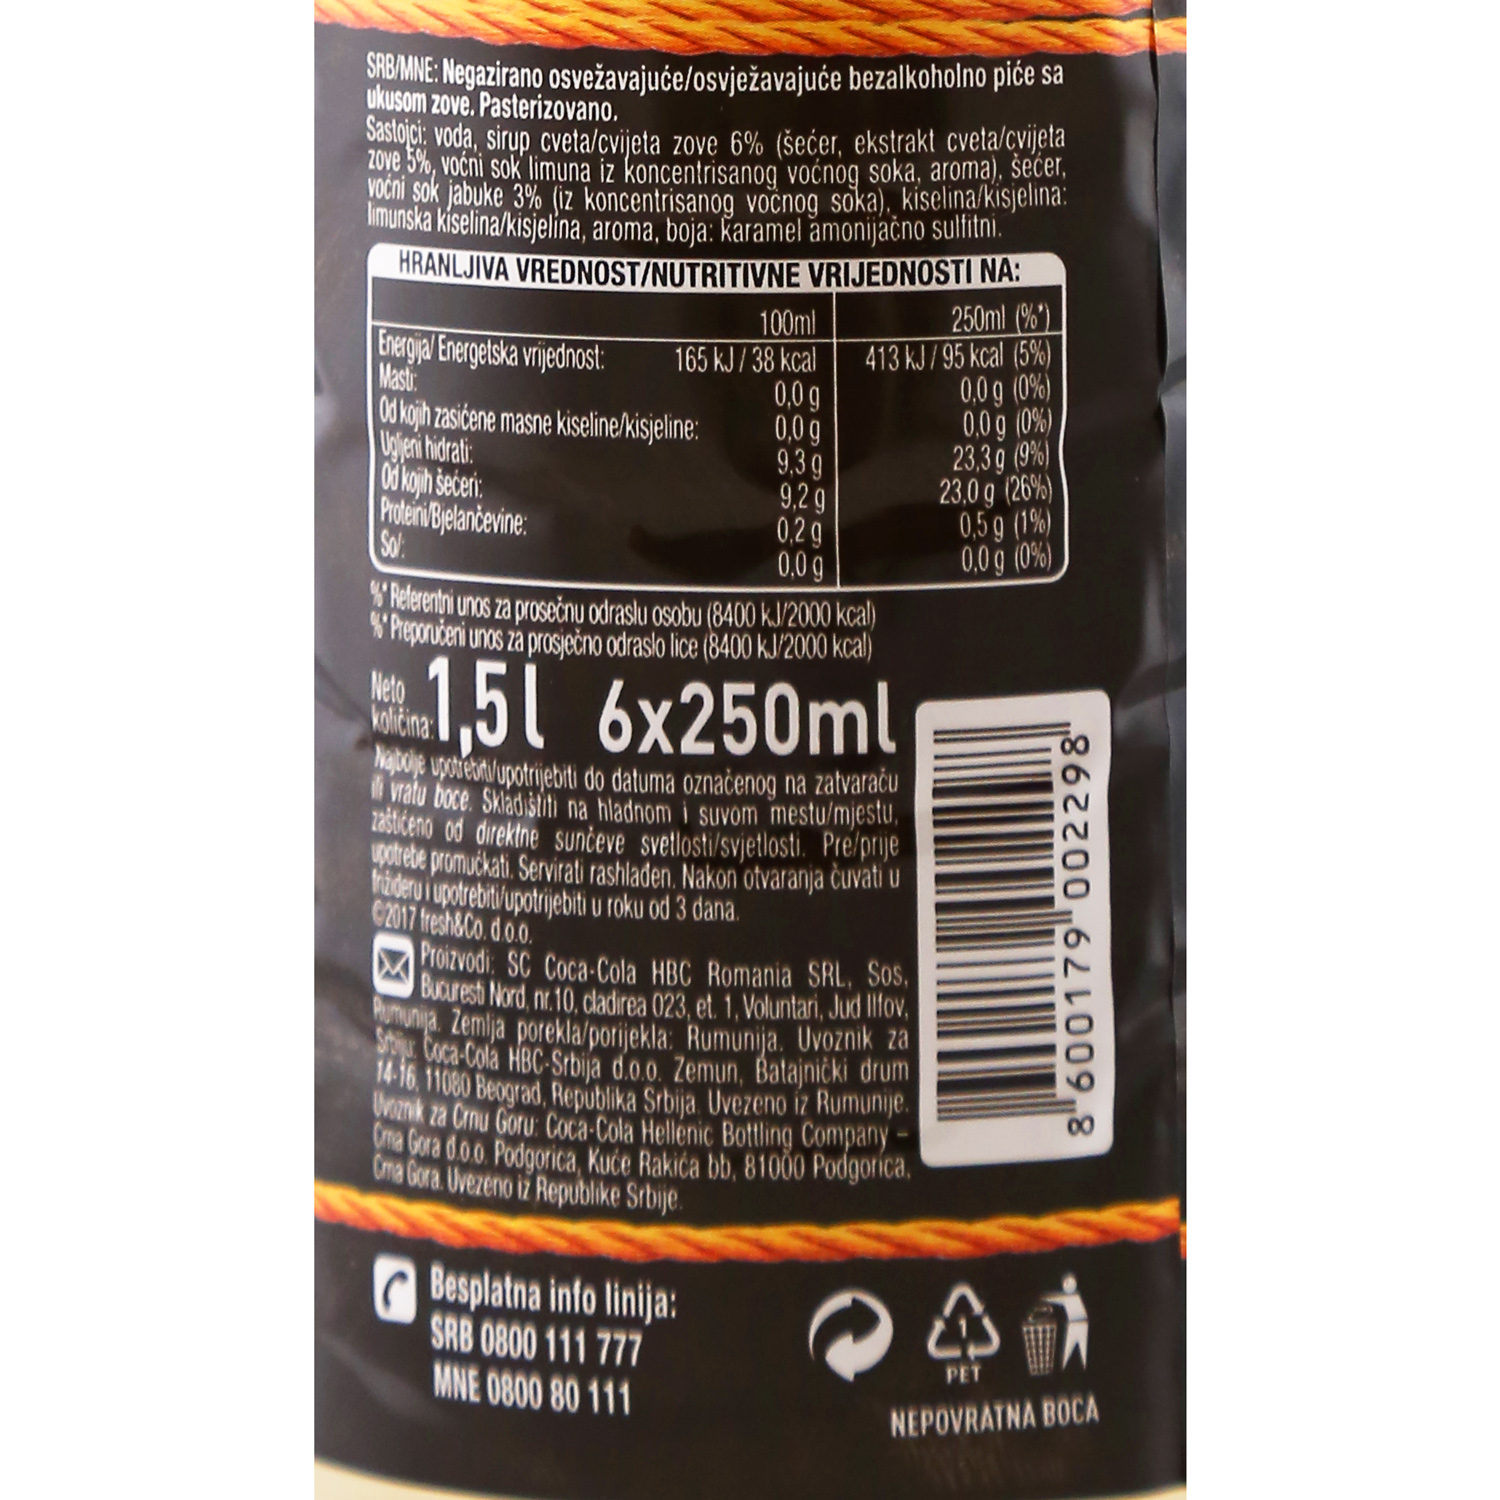 SRB/MNE: Negazirano osvežavajuće/osvježavajuće bezalkoholno piće sa
ukusom zove. Pasterizovano.
Sastojci: voda, sirup cveta/cvijeta zove 6% (šećer, ekstrakt cveta/cvijeta
zove 5%, voćni sok limuna iz koncentrisanog voćnog soka, aroma), šećer,
voćni sok jabuke 3% (iz koncentrisanog voćnog soka), kiselina/kisjelina:
limunska kiselina/kisjelina, aroma, boja: karamel amonijačno sulfitni.
HRANLJIVA VREDNOST/NUTRITIVNE VRIJEDNOSTI NA:
100ml 250ml (%*)
Energija/ Energetska vrijednost: 165 kJ / 38 kcal 413 kJ / 95 kcal (5%)
Masti: 0,0 g 0,0 g (0%)
Od kojih zasićene masne kiseline/kisjeline: 0,0 g 0,0 g (0%)
Ugljeni hidrati: 9,3 g 23,3 g (9%)
Od kojih šećeri: 9,2 g 23,0 g (26%)
Proteini/Bjelančevine: 0,2 g 0,5 g (1%)
So/: 0,0 g 0,0 g (0%)
%* Referentni unos za prosečnu odraslu osobu (8400 kJ/2000 kcal)
%* Preporučeni unos za prosječno odraslo lice (8400 kJ/2000 kcal)
Neto količina: 1,5 l 6x250ml
Najbolje upotrebiti/upotrijebiti do datuma označenog na zatvaraču
ili vratu boce. Skladištiti na hladnom i suvom mestu/mjestu,
zaštićeno od direktne sunčeve svetlosti/svjetlosti. Pre/prije
upotrebe promućkati. Servirati rashlađen. Nakon otvaranja čuvati u
frižideru i upotrebiti/upotrijebiti u roku od 3 dana.
©2017 fresh&Co. d.o.o.
Proizvodi: SC Coca-Cola HBC Romania SRL, Sos,
Bucuresti Nord, nr.10, cladirea 023, et. 1, Voluntari, Jud Ilfov,
Rumunija. Zemlja porekla/porijekla: Rumunija. Uvoznik za
Srbiju: Coca-Cola HBC-Srbija d.o.o. Zemun, Batajnički drum
14-16, 11080 Beograd, Republika Srbija. Uvezeno iz Rumunije.
Uvoznik za Crnu Goru: Coca-Cola Hellenic Bottling Company –
Crna Gora d.o.o. Podgorica, Kuće Rakića bb, 81000 Podgorica,
Crna Gora. Uvezeno iz Republike Srbije.
8 600179 002298
Besplatna info linija:
SRB 0800 111 777
MNE 0800 80 111
1
PET
NEPOVRATNA BOCA